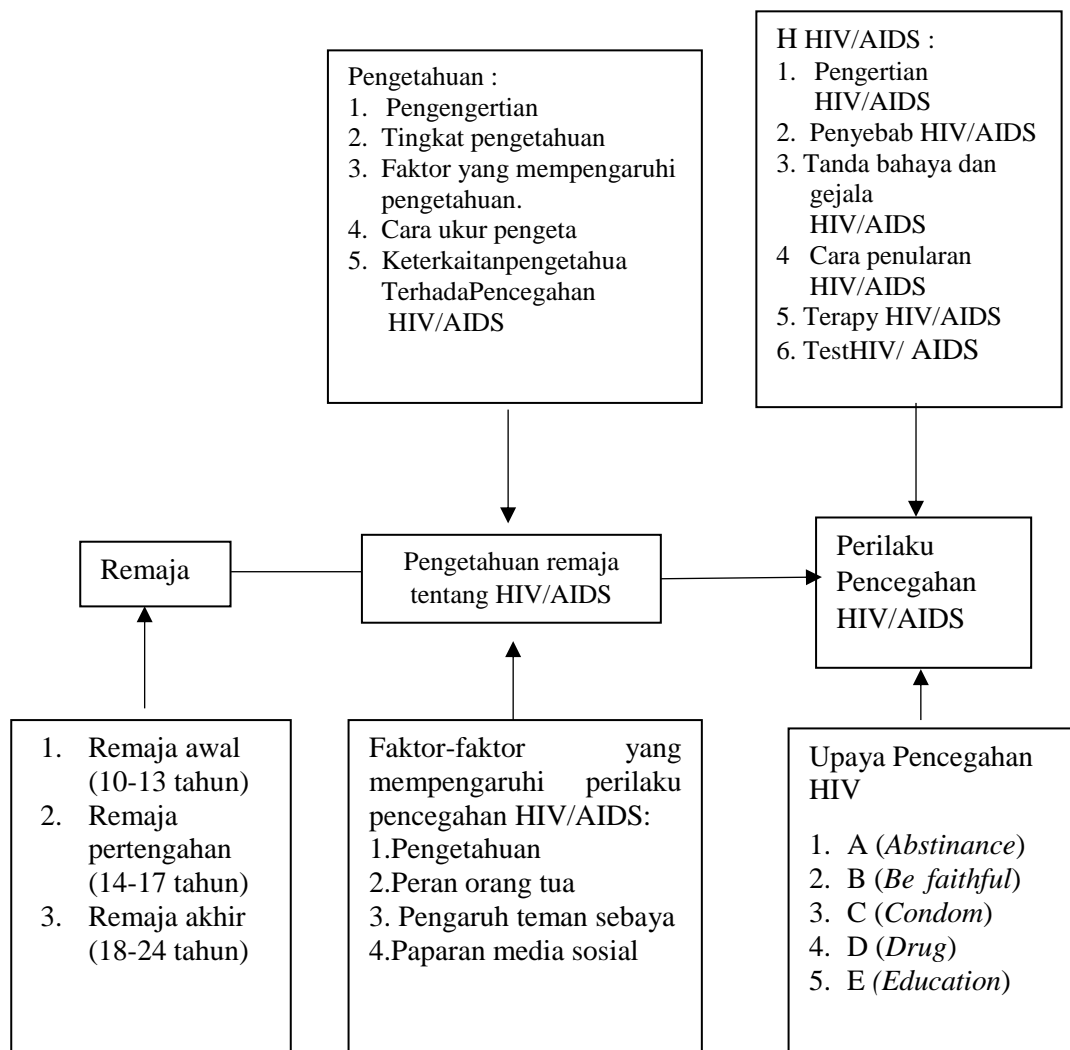 Pengetahuan :
1. Pengengertian
2. Tingkat pengetahuan
3. Faktor yang mempengaruhi
pengetahuan.
4. Cara ukur pengeta
5. Keterkaitanpengetahua
TerhadaPencegahan
HIV/AIDS
H HIV/AIDS :
1. Pengertian
HIV/AIDS
2. Penyebab HIV/AIDS
3. Tanda bahaya dan
gejala
HIV/AIDS
4 Cara penularan
HIV/AIDS
5. Terapy HIV/AIDS
6. TestHIV/ AIDS
Remaja
Pengetahuan remaja
tentang HIV/AIDS
Perilaku
Pencegahan
HIV/AIDS
1. Remaja awal
(10-13 tahun)
2. Remaja
pertengahan
(14-17 tahun)
3. Remaja akhir
(18-24 tahun)
Faktor-faktor yang
mempengaruhi perilaku
pencegahan HIV/AIDS:
1.Pengetahuan
2.Peran orang tua
3. Pengaruh teman sebaya
4.Paparan media sosial
Upaya Pencegahan
HIV
1. A (Abstinance)
2. B (Be faithful)
3. C (Condom)
4. D (Drug)
5. E (Education)